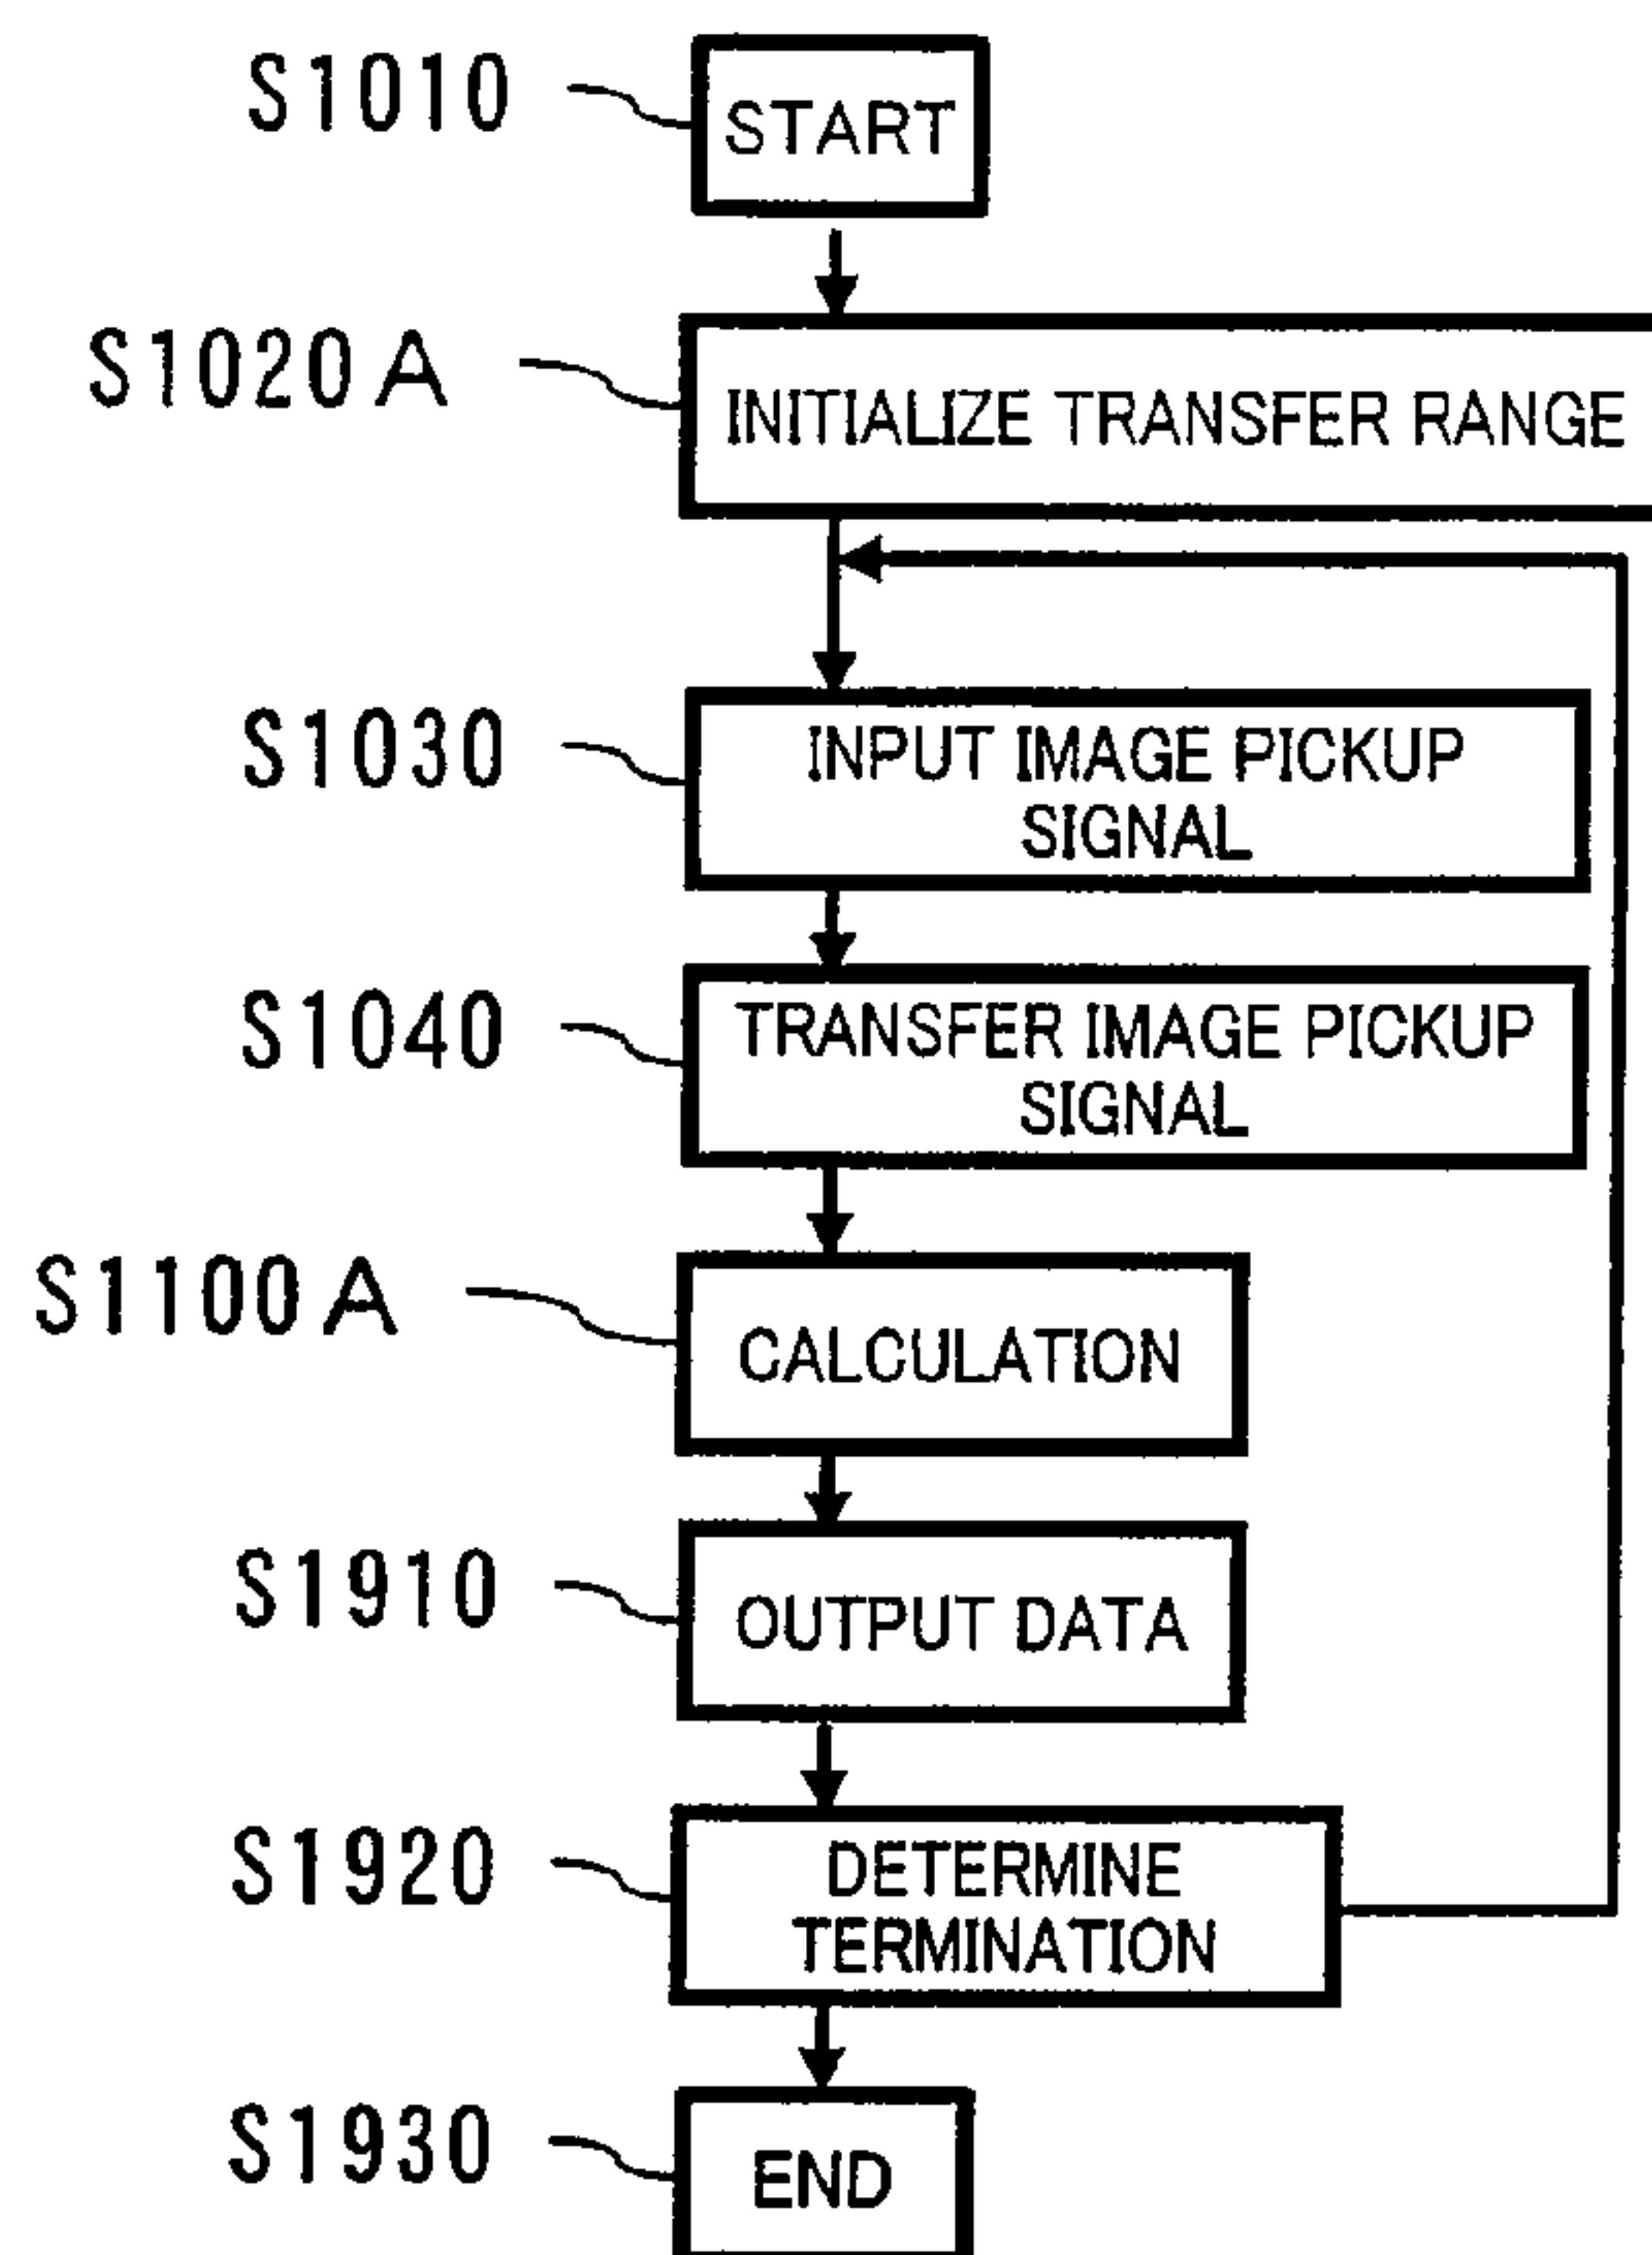 S1010
START
S1020A
INITIALIZE TRANSFER RANGE
S1030
INPUT IMAGE PICKUP
SIGNAL
S1040
TRANSFER IMAGE PICKUP
SIGNAL
S1100A
CALCULATION
S1910
OUTPUT DATA
S1920
DETERMINE
TERMINATION
S1930
END